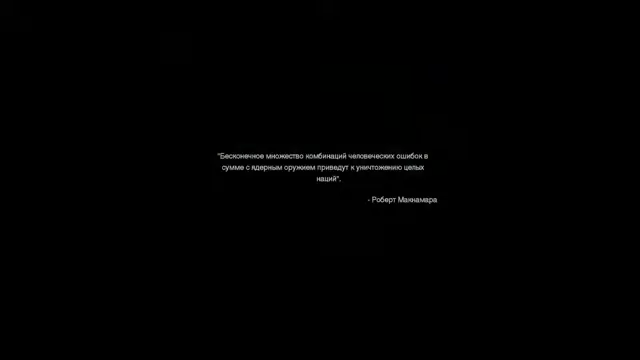 "Бесконечное множество комбинаций человеческих ошибок в
сумме с ядерным оружием приведут к уничтожению целых
наций".
- Роберт Макнамара